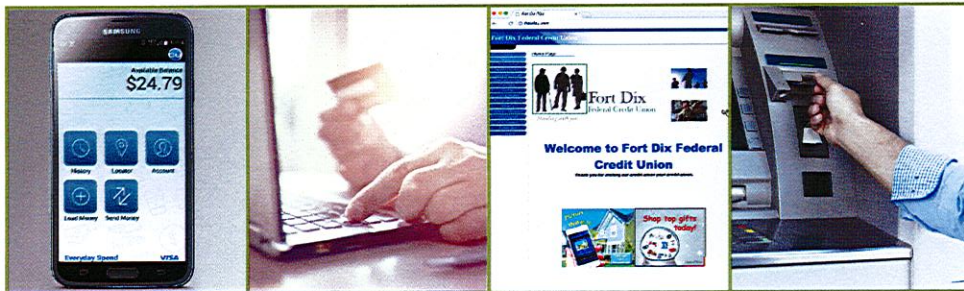 SAMSUNG
Available Balance
$24.79
History
Locator
Account
Load Money
Send Money
Everyday Spend
VISA
Fort Dix Federal Credit Union
Fort Dix
Federal Credit Union
Welcome to Fort Dix Federal
Credit Union
Shop top gifts
today!